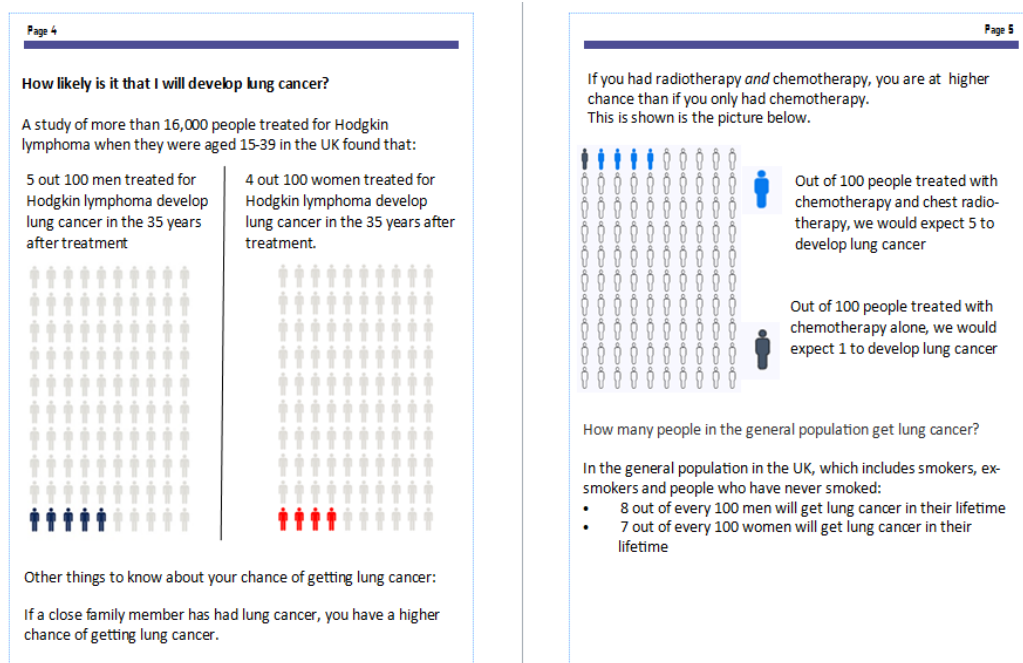 Page 4
How likely is it that I will develop lung cancer?
A study of more than 16,000 people treated for Hodgkin
lymphoma when they were aged 15-39 in the UK found that:
5 out 100 men treated for
Hodgkin lymphoma develop
lung cancer in the 35 years
after treatment
4 out 100 women treated for
Hodgkin lymphoma develop
lung cancer in the 35 years after
treatment.
Other things to know about your chance of getting lung cancer:
If a close family member has had lung cancer, you have a higher
chance of getting lung cancer.
Page 5
If you had radiotherapy and chemotherapy, you are at higher
chance than if you only had chemotherapy.
This is shown is the picture below.
Out of 100 people treated with
chemotherapy and chest radio-
therapy, we would expect 5 to
develop lung cancer
Out of 100 people treated with
chemotherapy alone, we would
expect 1 to develop lung cancer
How many people in the general population get lung cancer?
In the general population in the UK, which includes smokers, ex-
smokers and people who have never smoked:
• 8 out of every 100 men will get lung cancer in their lifetime
• 7 out of every 100 women will get lung cancer in their
lifetime